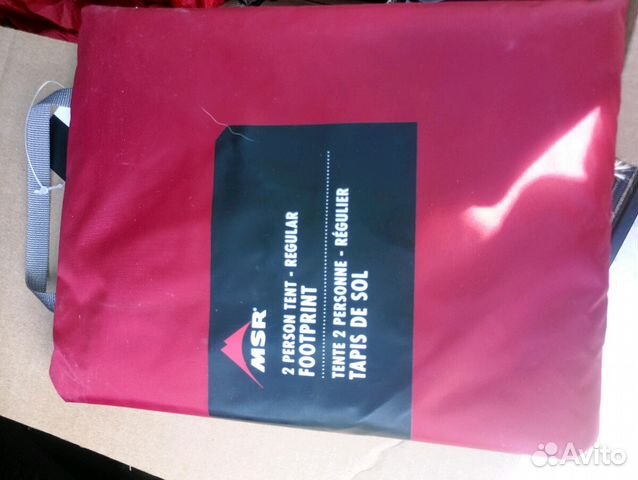 MSR®
2 PERSON TENT - REGULAR
FOOTPRINT
TENTE 2 PERSONNE - RÉGULIER
TAPIS DE SOL
Avito